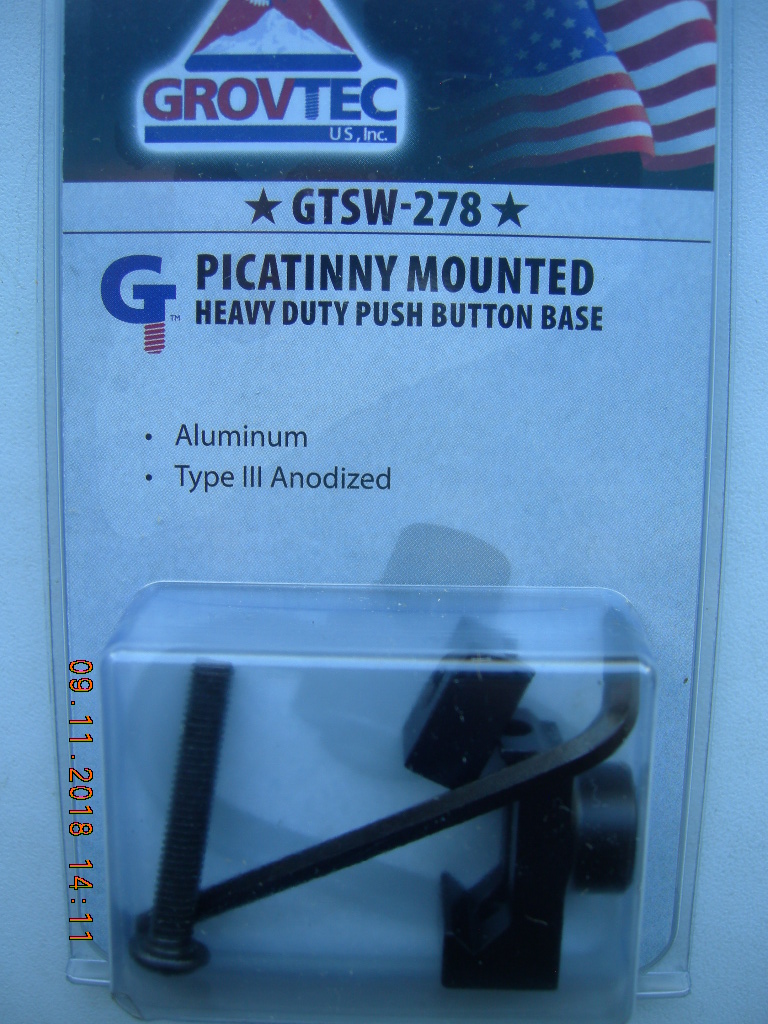 GROVTEC
US, Inc.
★ GTSW-278 ★
G
PICATINNY MOUNTED
HEAVY DUTY PUSH BUTTON BASE
TM
• Aluminum
• Type III Anodized
09.11.2018 14:11